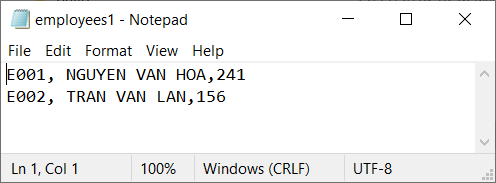 employees1 - Notepad
File Edit Format View Help
E001, NGUYEN VAN HOA,241
E002, TRAN VAN LAN,156
Ln 1, Col 1 100% Windows (CRLF) UTF-8